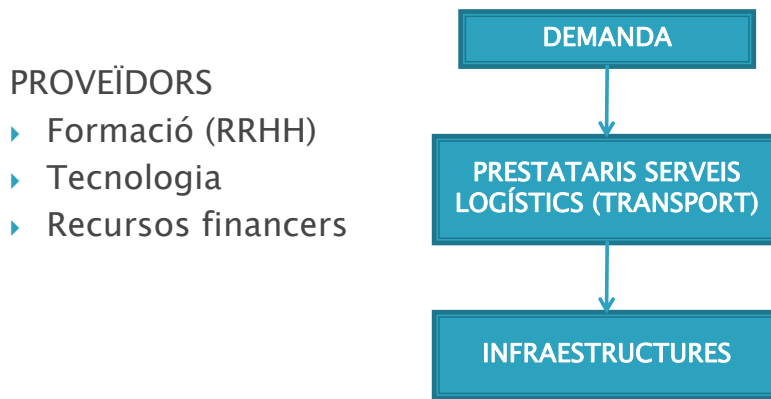 PROVEÏDORS
Formació (RRHH)
Tecnologia
Recursos financers
DEMANDA
PRESTATARIS SERVEIS
LOGÍSTICS (TRANSPORT)
INFRAESTRUCTURES